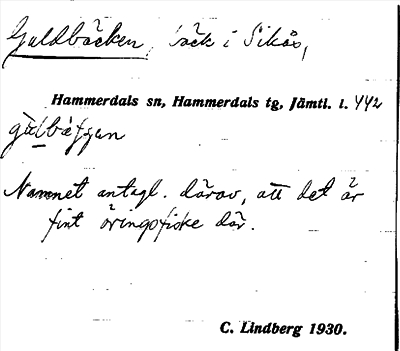 Guldbäcken, bäck i Sikås,
Hammerdals sn, Hammerdals tg, Jämtl. l. 442
Namnet antagl. därav, att det är
fint öringsfiske där.
C. Lindberg 1930.